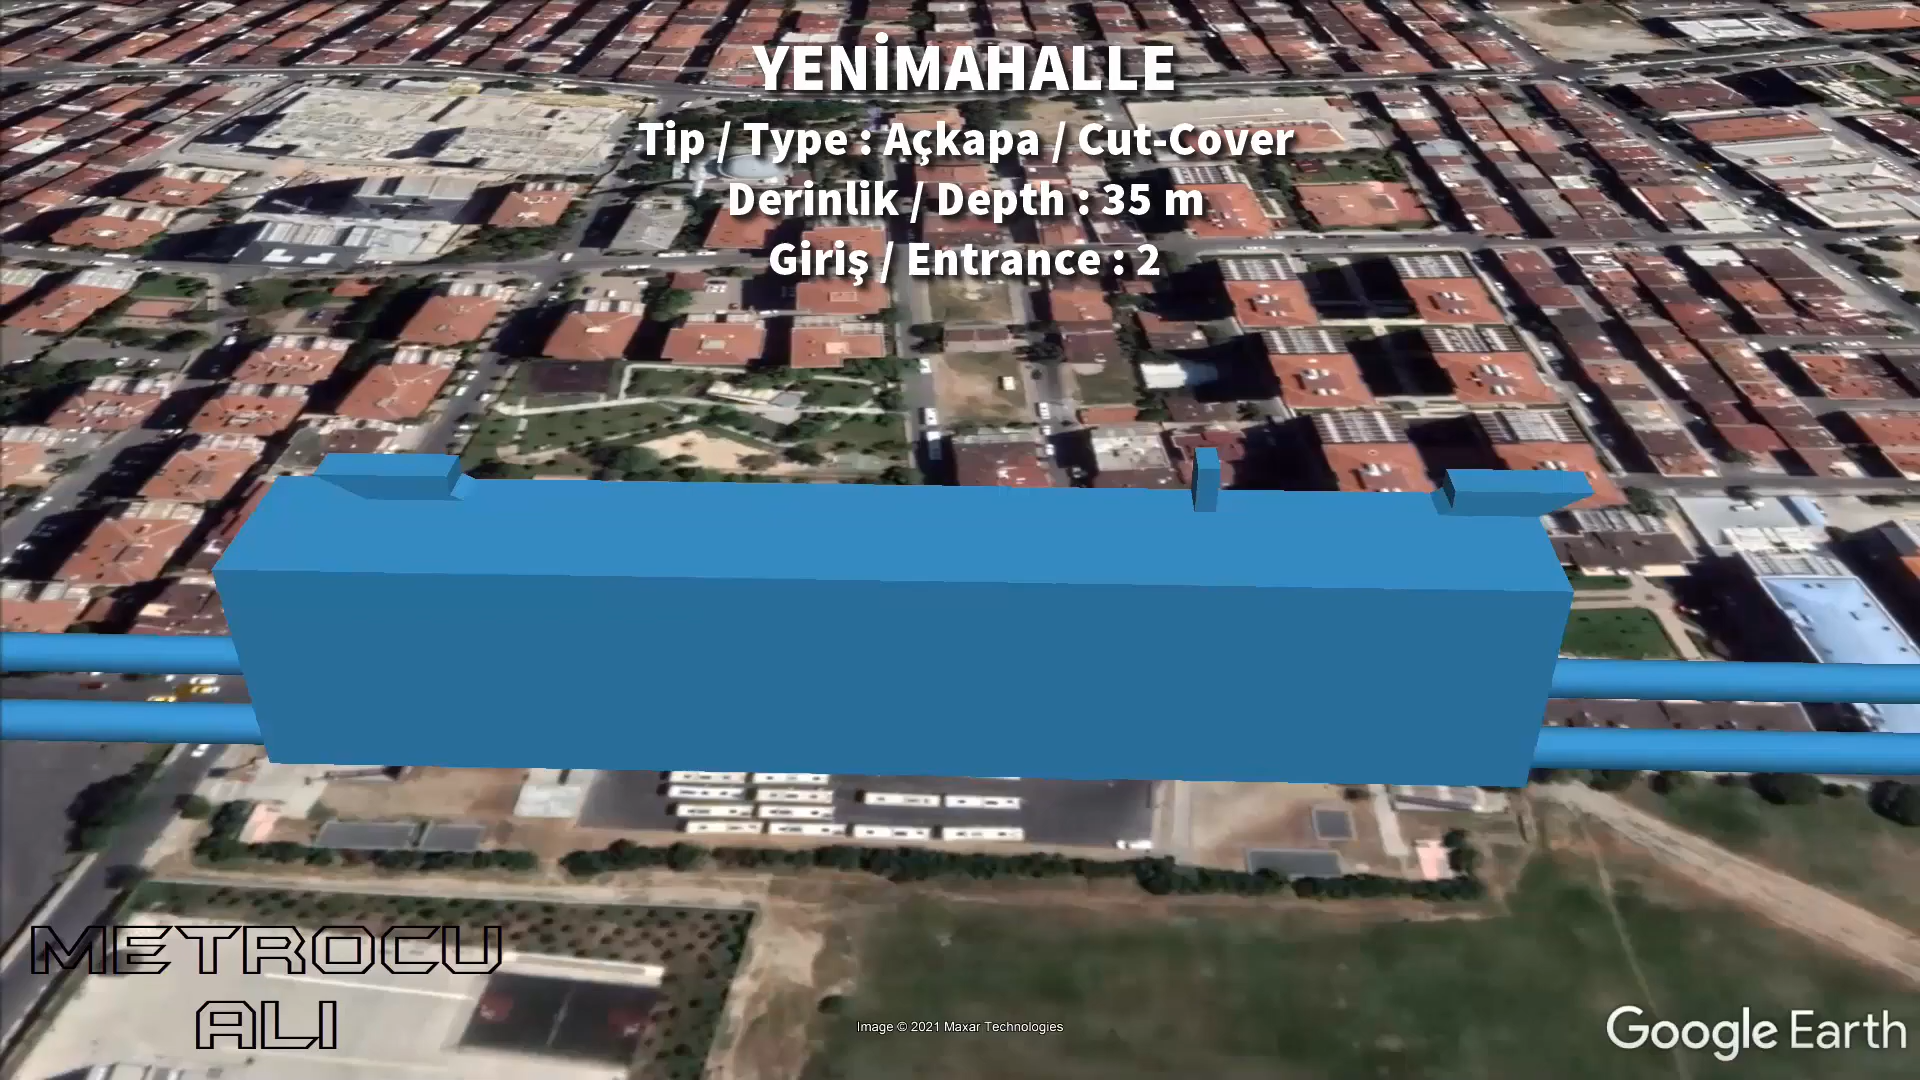 YENİMAHALLE
Tip / Type : Açkapa / Cut-Cover
Derinlik / Depth : 35 m
Giriş / Entrance : 2
METROCU
ALI
Image © 2021 Maxar Technologies
Google Earth